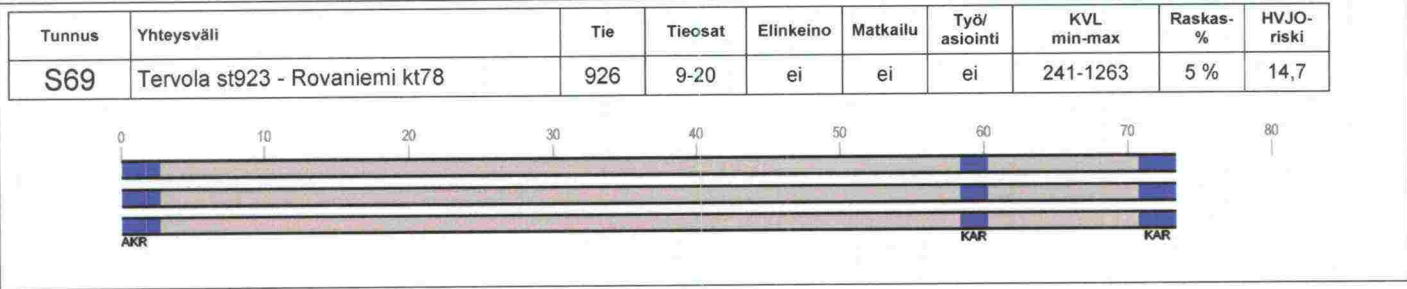 Tunnus Yhteysväli Tie Tieosat Elinkeino Matkailu Työ/ asiointi KVL min-max Raskas- % HVJO- riski
S69 Tervola st923 - Rovaniemi kt78 926 9-20 ei ei ei 241-1263 5 % 14,7
0 10 20 30 40 50 60 70 80
AKR KAR KAR